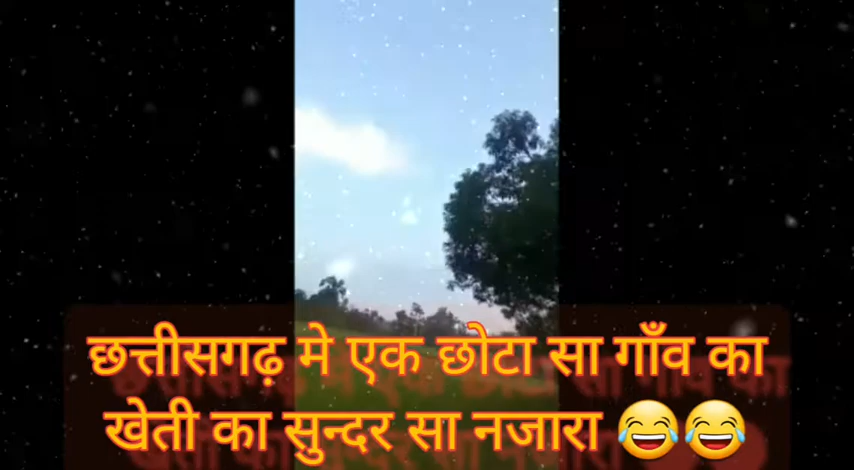 छत्तीसगढ़ मे एक छोटा सा गाँव का
खेती का सुन्दर सा नजारा 😂😂